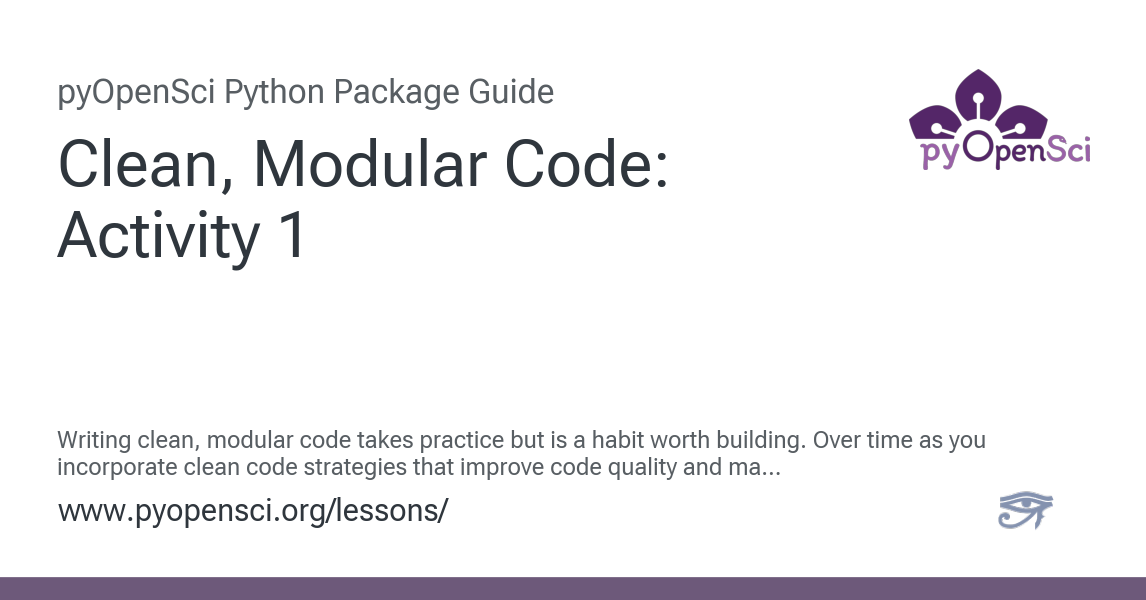 pyOpenSci Python Package Guide
Clean, Modular Code:
Activity 1
pyOpenSci
Writing clean, modular code takes practice but is a habit worth building. Over time as you
incorporate clean code strategies that improve code quality and ma...
www.pyopensci.org/lessons/